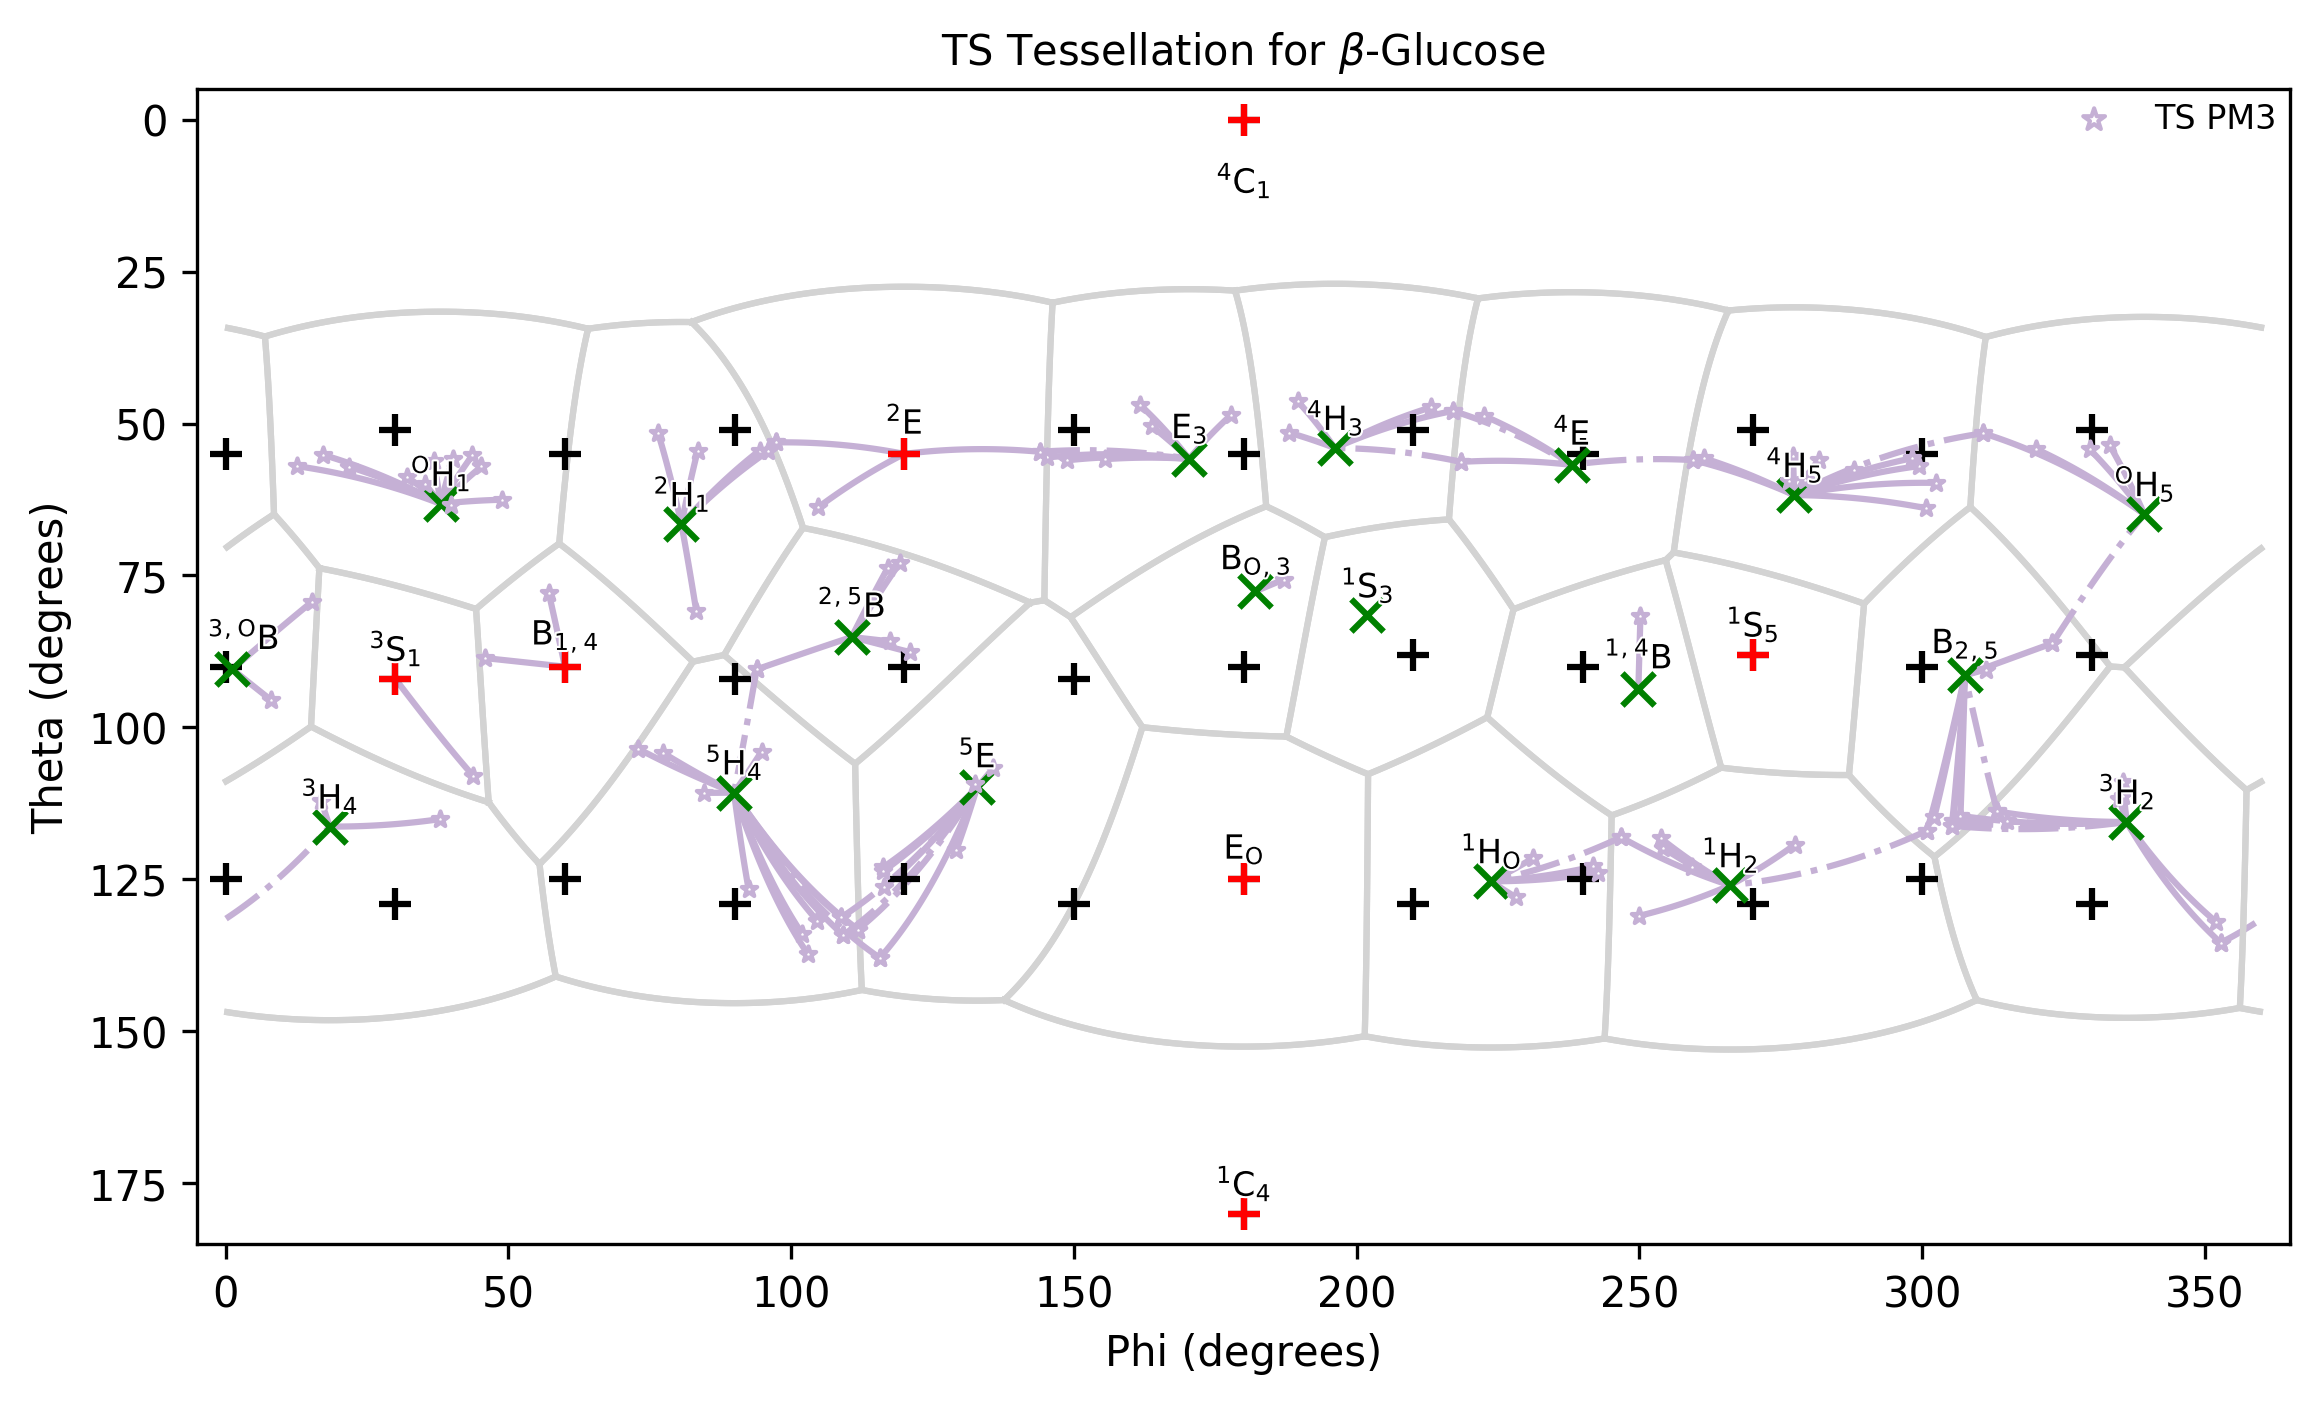 TS Tessellation for β-Glucose
TS PM3
⁴C₁
²E
E₃
⁴H₃
⁴E
ᴼH₁
²H₁
⁴H₅
ᴼH₅
B_O,3
¹S₃
2,5B
3,OB
³S₁
B₁,₄
1,4B
¹S₅
B₂,₅
⁵H₄
⁵E
³H₄
³H₂
E_O
¹H_O
¹H₂
¹C₄
0
25
50
75
100
125
150
175
Theta (degrees)
0 50 100 150 200 250 300 350
Phi (degrees)